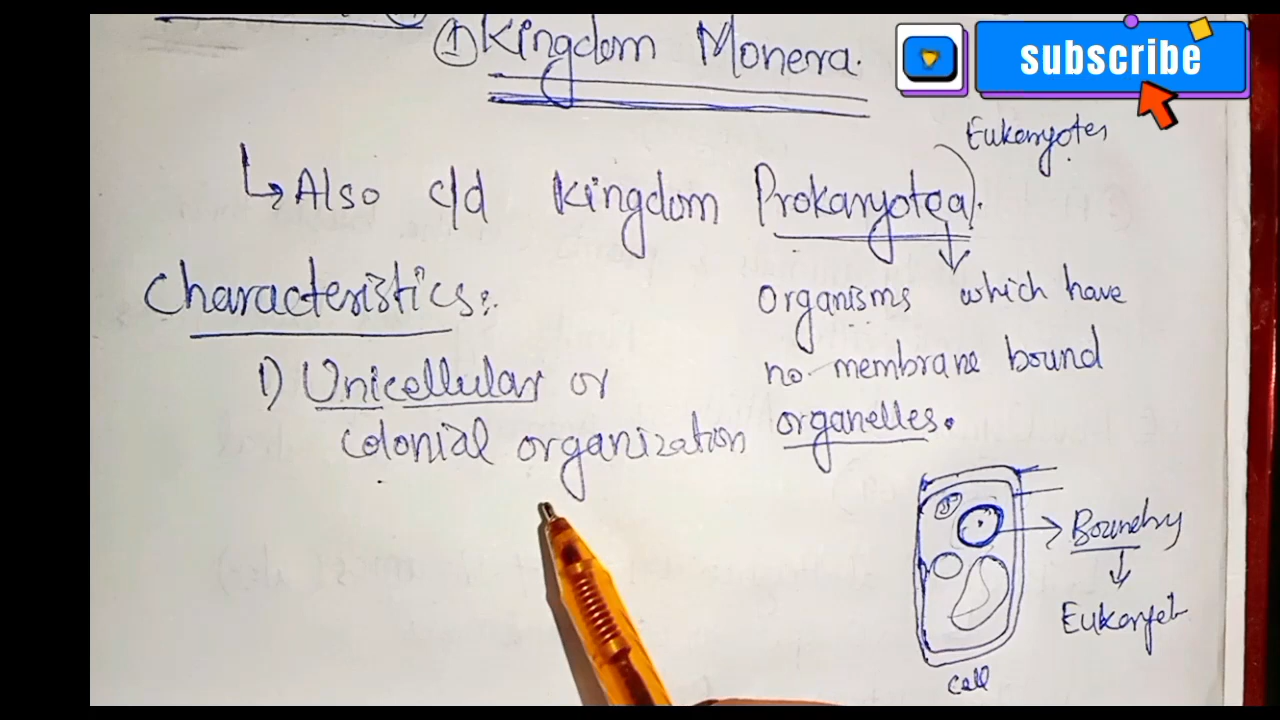 ① Kingdom Monera.
subscribe
Eukaryotes
↳ Also c/d Kingdom Prokaryotea).
Characteristics:
Organisms which have
no membrane bound
organelles.
1) Unicellular or
colonial organization
Boundry
Eukaryot
cell